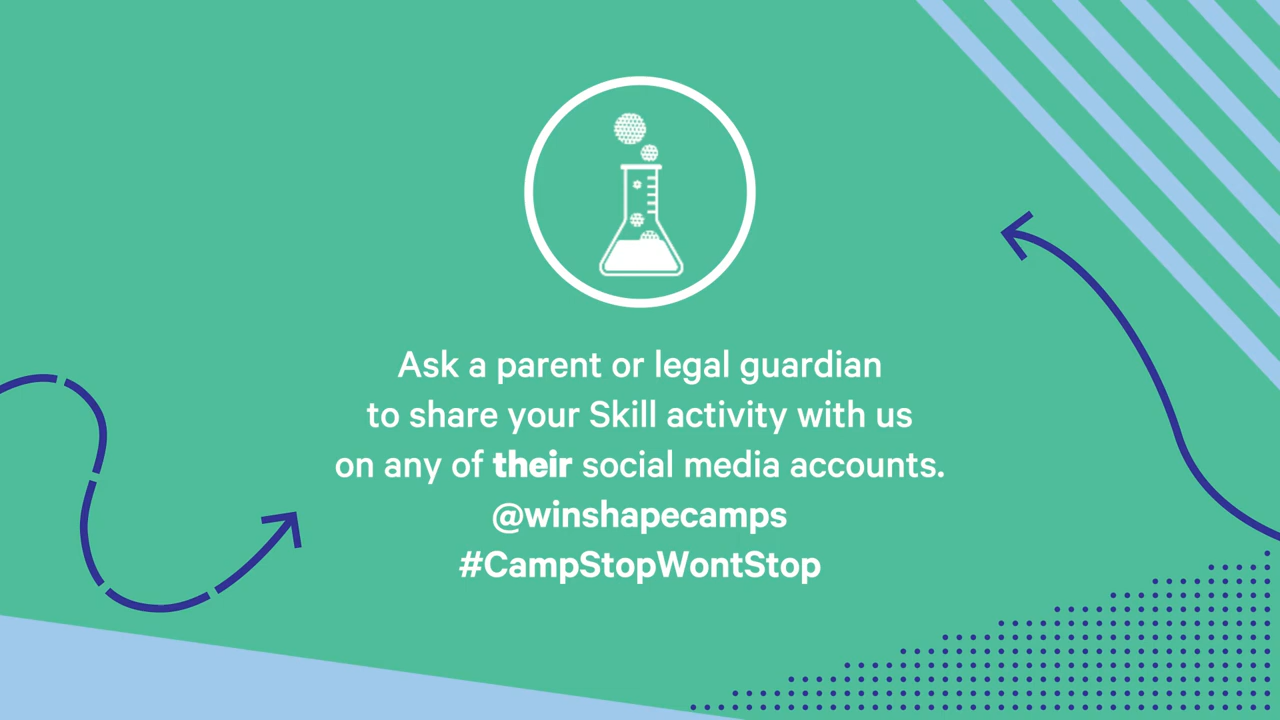 Ask a parent or legal guardian
to share your Skill activity with us
on any of their social media accounts.
@winshapecamps
#CampStopWontStop